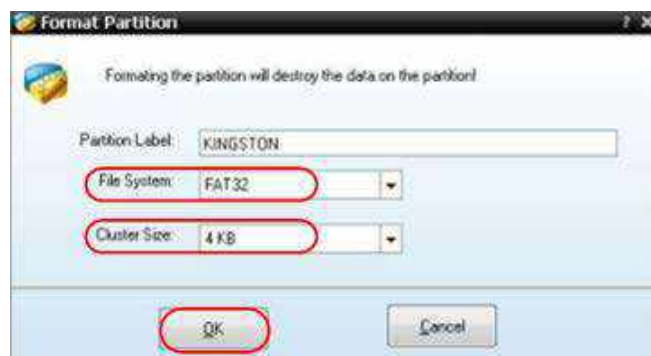 Format Partition
Formating the partition will destroy the data on the partition!
Partition Label: KINGSTON
File System: FAT32
Cluster Size: 4 KB
OK Cancel